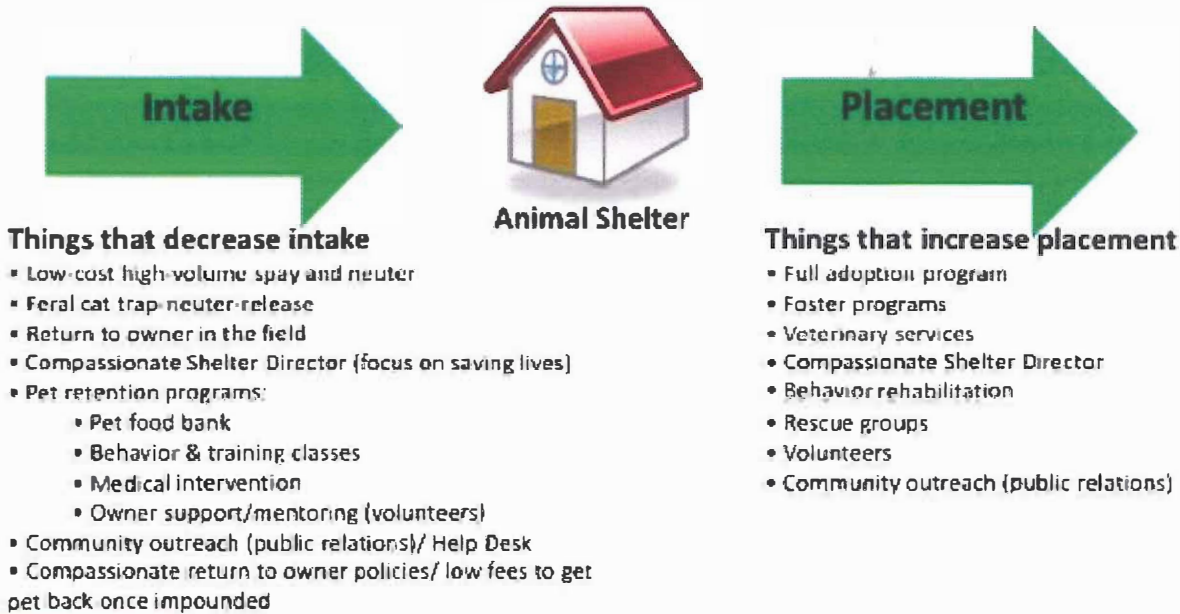 Intake
Placement
Animal Shelter
Things that decrease intake
• Low-cost high-volume spay and neuter
• Feral cat trap-neuter-release
• Return to owner in the field
• Compassionate Shelter Director (focus on saving lives)
• Pet retention programs:
• Pet food bank
• Behavior & training classes
• Medical intervention
• Owner support/mentoring (volunteers)
• Community outreach (public relations)/ Help Desk
• Compassionate return to owner policies/ low fees to get
pet back once impounded
Things that increase placement
• Full adoption program
• Foster programs
• Veterinary services
• Compassionate Shelter Director
• Behavior rehabilitation
• Rescue groups
• Volunteers
• Community outreach (public relations)